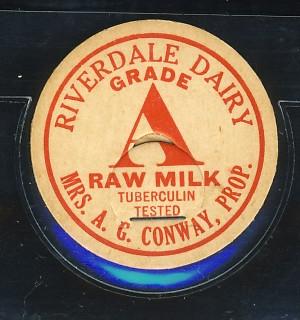 RIVERDALE DAIRY
GRADE
A
RAW MILK
TUBERCULIN
TESTED
MRS. A. G. CONWAY, PROP.